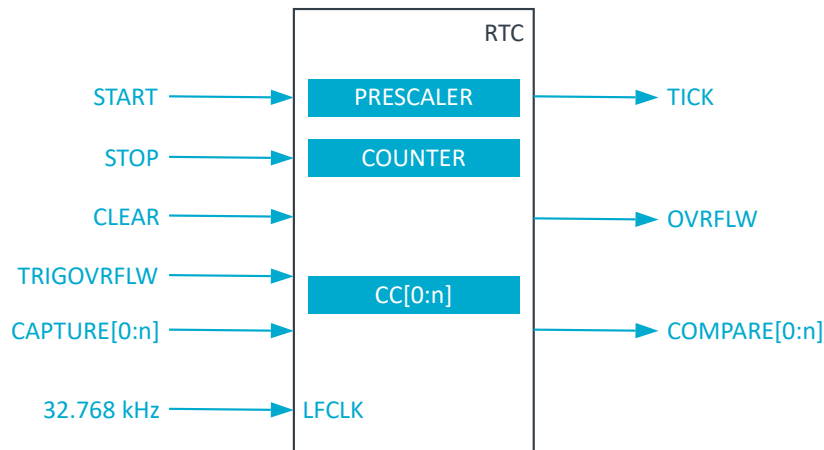 RTC
START
PRESCALER
TICK
STOP
COUNTER
CLEAR
OVRFLW
TRIGOVRFLW
CC[0:n]
CAPTURE[0:n]
COMPARE[0:n]
32.768 kHz
LFCLK